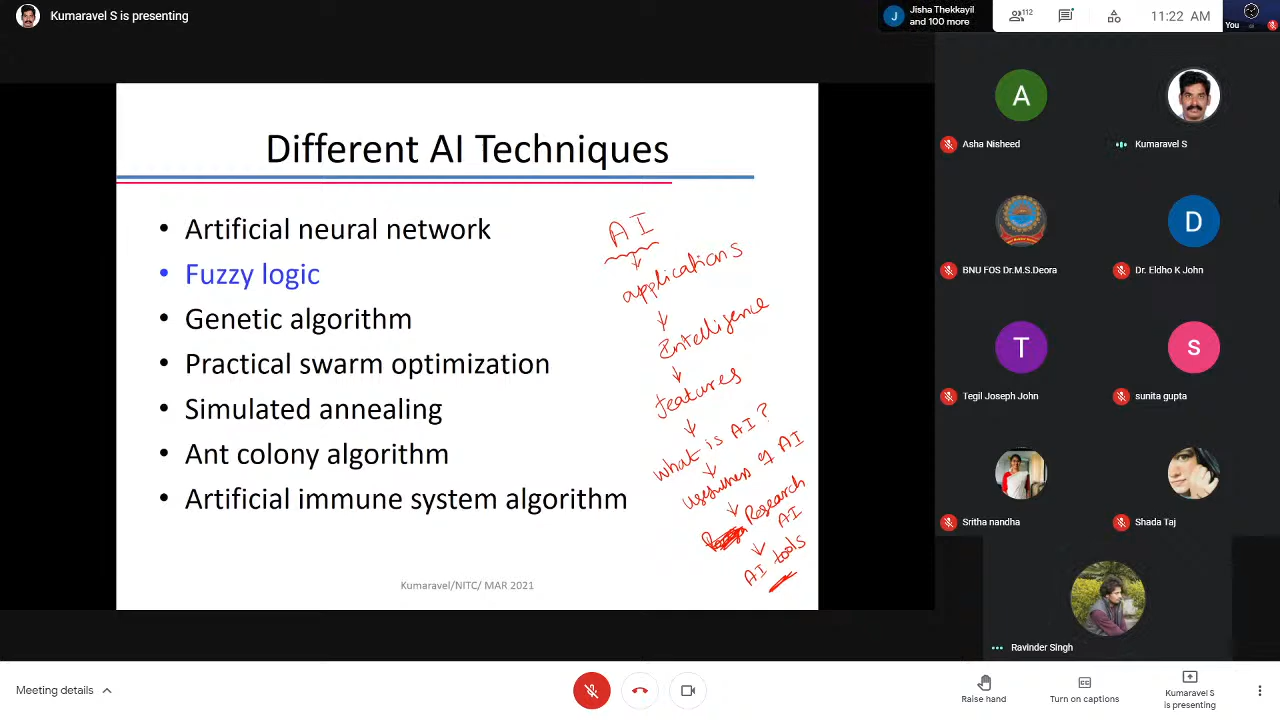 Kumaravel S is presenting
Jisha Thekkayil
and 100 more
112
11:22 AM
You
Different AI Techniques
• Artificial neural network
• Fuzzy logic
• Genetic algorithm
• Practical swarm optimization
• Simulated annealing
• Ant colony algorithm
• Artificial immune system algorithm
AI
applications
Intelligence
features
What is AI?
Usefulness of AI
Research
AI
AI tools
Kumaravel/NITC/ MAR 2021
J
A
Asha Nisheed
Kumaravel S
BNU FOS Dr.M.S.Deora
D
Dr. Eldho K John
T
Tegil Joseph John
S
sunita gupta
Sritha nandha
Shada Taj
Ravinder Singh
Meeting details
Raise hand
Turn on captions
Kumaravel S
is presenting